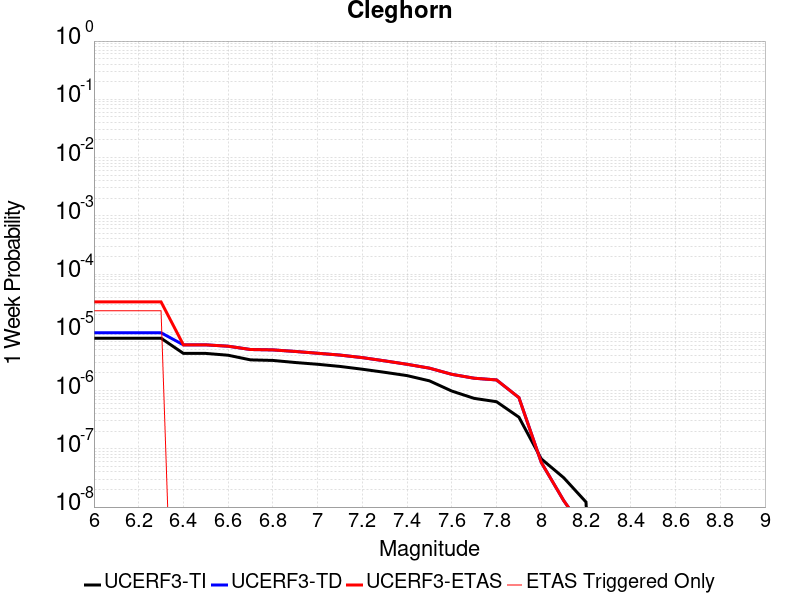 Cleghorn
10^0
10^-1
10^-2
10^-3
10^-4
10^-5
10^-6
10^-7
10^-8
1 Week Probability
6 6.2 6.4 6.6 6.8 7 7.2 7.4 7.6 7.8 8 8.2 8.4 8.6 8.8 9
Magnitude
UCERF3-TI UCERF3-TD UCERF3-ETAS ETAS Triggered Only